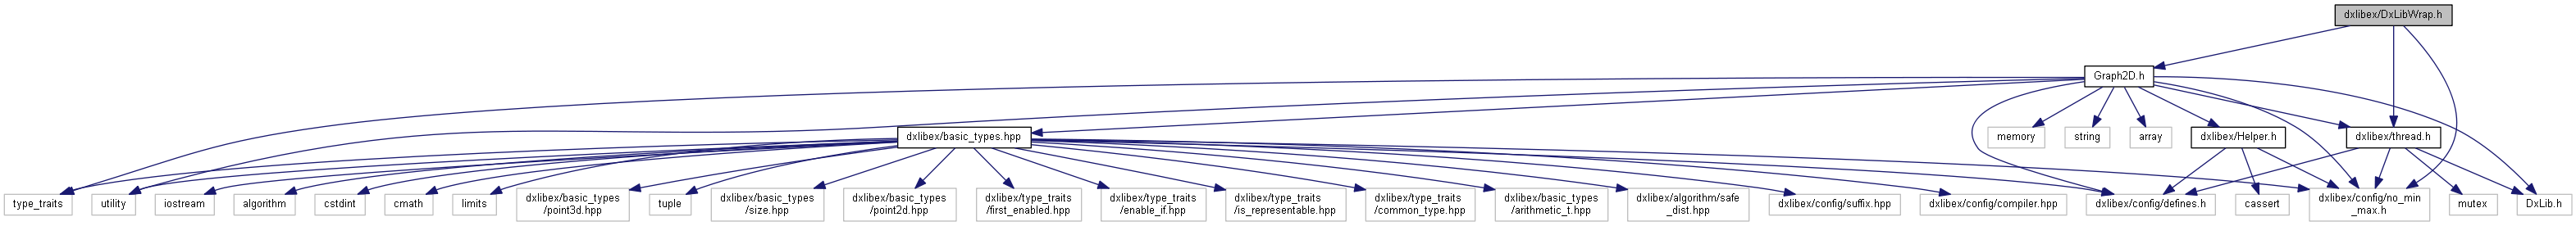 dxlibex/DxLibWrap.h
Graph2D.h
dxlibex/basic_types.hpp
memory
string
array
dxlibex/Helper.h
dxlibex/thread.h
type_traits
utility
iostream
algorithm
cstdint
cmath
limits
dxlibex/basic_types
/point3d.hpp
tuple
dxlibex/basic_types
/size.hpp
dxlibex/basic_types
/point2d.hpp
dxlibex/type_traits
/first_enabled.hpp
dxlibex/type_traits
/enable_if.hpp
dxlibex/type_traits
/is_representable.hpp
dxlibex/type_traits
/common_type.hpp
dxlibex/basic_types
/arithmetic_t.hpp
dxlibex/algorithm/safe
_dist.hpp
dxlibex/config/suffix.hpp
dxlibex/config/compiler.hpp
dxlibex/config/defines.h
cassert
dxlibex/config/no_min
_max.h
mutex
DxLib.h